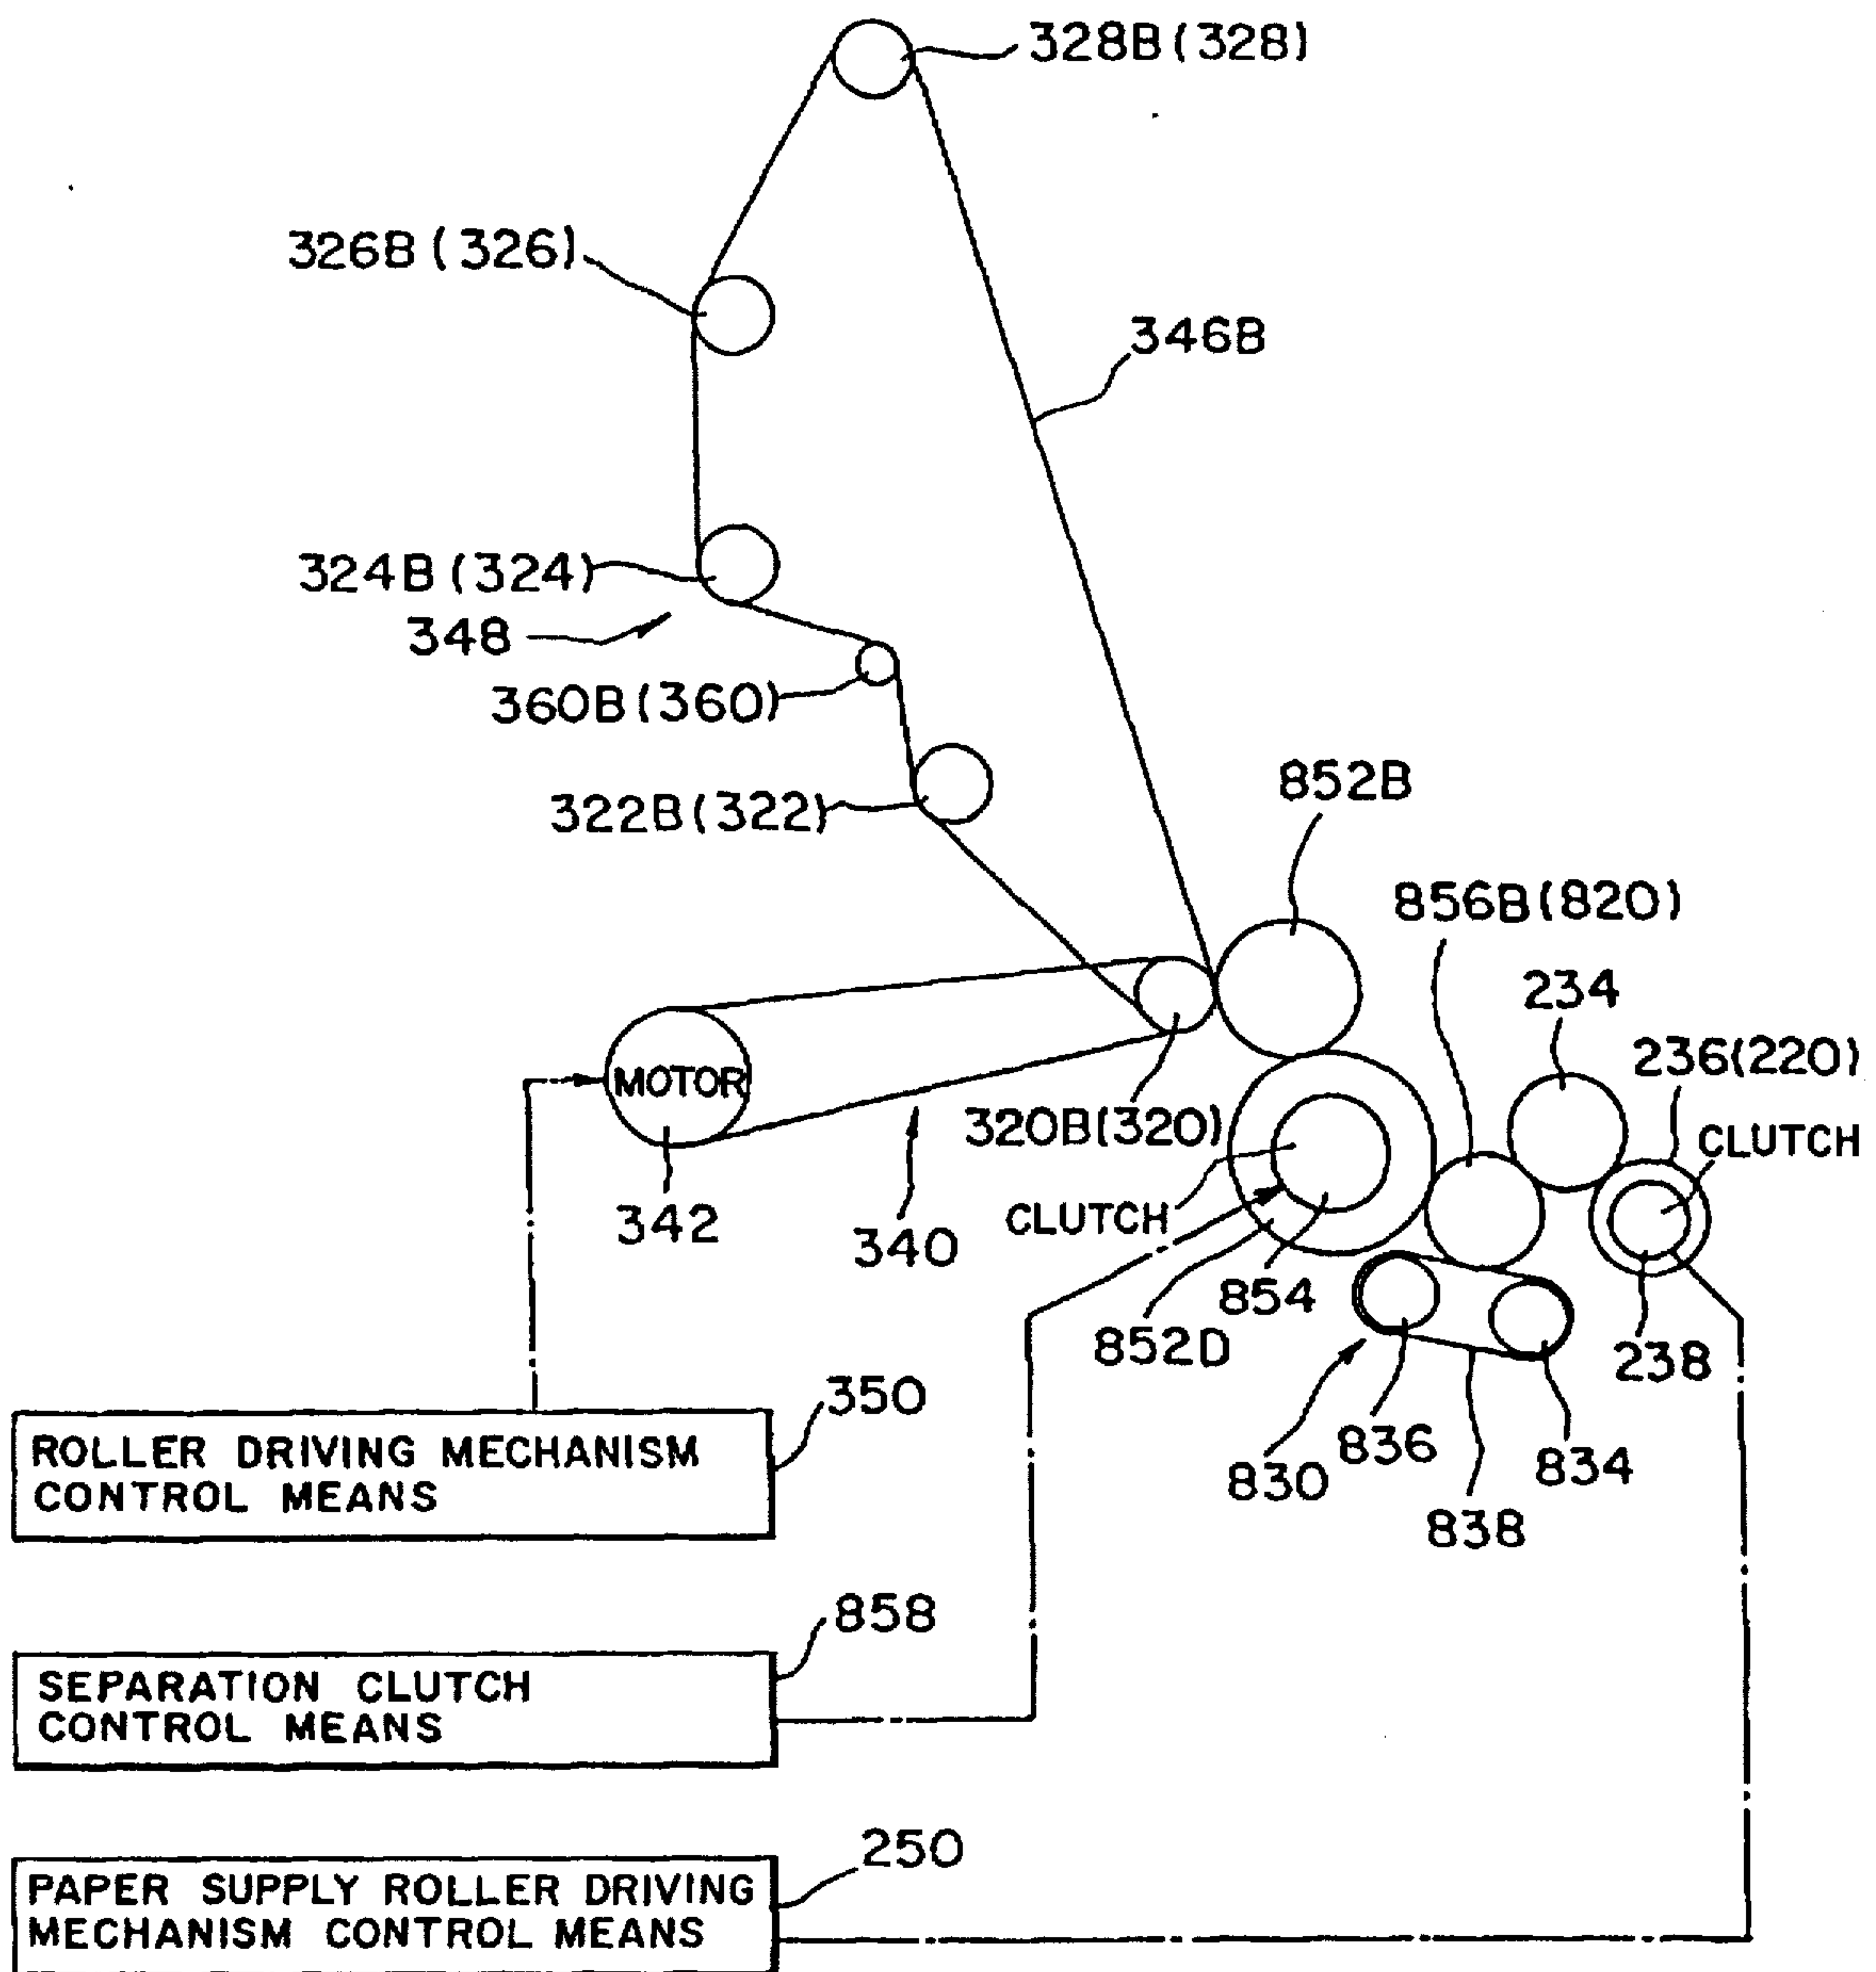 328B(328)
326B(326)
346B
324B(324)
348
360B(360)
322B(322)
852B
856B(820)
234
236(220)
CLUTCH
MOTOR
320B(320)
342
340
CLUTCH
854
852D
238
830
836
838
834
350
ROLLER DRIVING MECHANISM
CONTROL MEANS
858
SEPARATION CLUTCH
CONTROL MEANS
250
PAPER SUPPLY ROLLER DRIVING
MECHANISM CONTROL MEANS